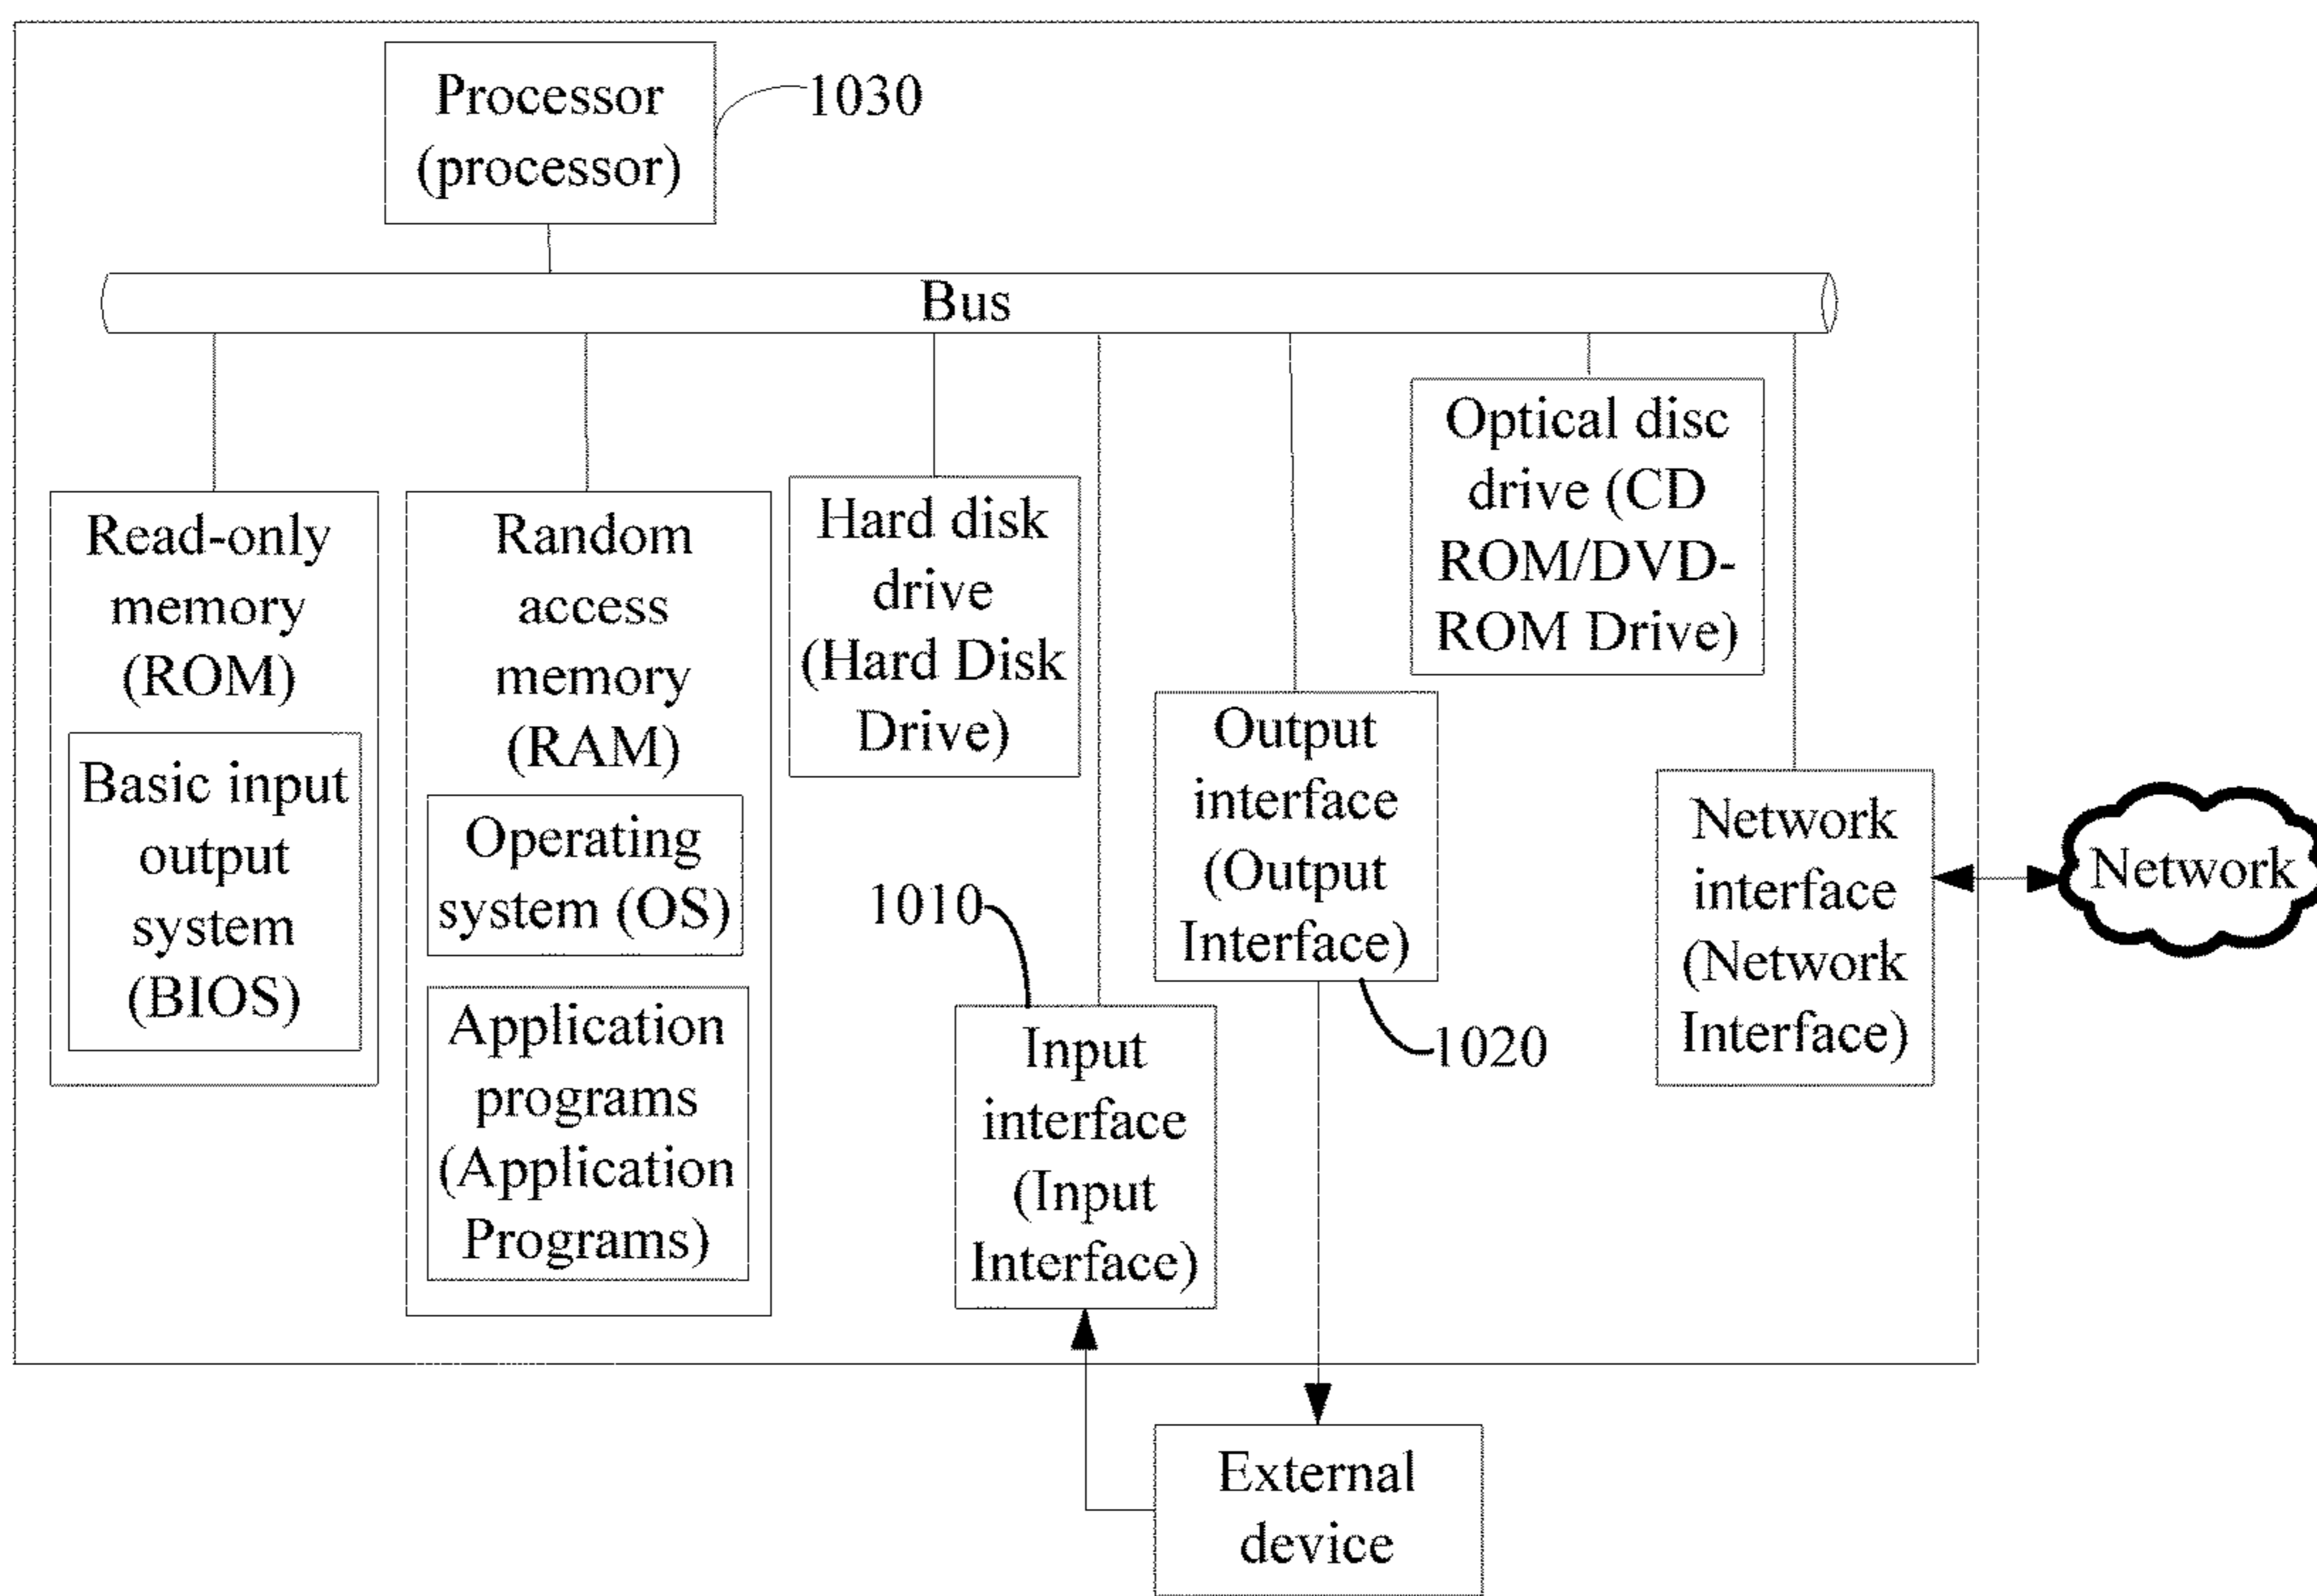 Processor
(processor)
1030
Bus
Read-only
memory
(ROM)
Basic input
output
system
(BIOS)
Random
access
memory
(RAM)
Operating
system (OS)
Application
programs
(Application
Programs)
Hard disk
drive
(Hard Disk
Drive)
1010
Input
interface
(Input
Interface)
Output
interface
(Output
Interface)
1020
Optical disc
drive (CD
ROM/DVD-
ROM Drive)
Network
interface
(Network
Interface)
Network
External
device